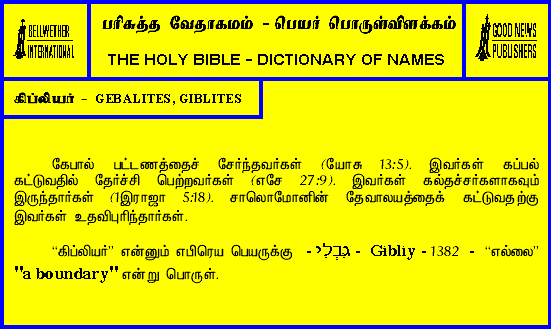 BELLWETHER
INTERNATIONAL
பரிசுத்த வேதாகமம் - பெயர் பொருள்விளக்கம்
THE HOLY BIBLE - DICTIONARY OF NAMES
GOOD NEWS
PUBLISHERS
கிப்லியர் - GEBALITES, GIBLITES
கேபால் பட்டணத்தைச் சேர்ந்தவர்கள் (யோசு 13:5). இவர்கள் கப்பல்
கட்டுவதில் தேர்ச்சி பெற்றவர்கள் (எசே 27:9). இவர்கள் கல்தச்சர்களாகவும்
இருந்தார்கள் (1இராஜா 5:18). சாலொமோனின் தேவாலயத்தைக் கட்டுவதற்கு
இவர்கள் உதவிபுரிந்தார்கள்.
“கிப்லியர்” என்னும் எபிரெய பெயருக்கு - גִּבְלִי - Gibliy - 1382 - “எல்லை”
"a boundary" என்று பொருள்.